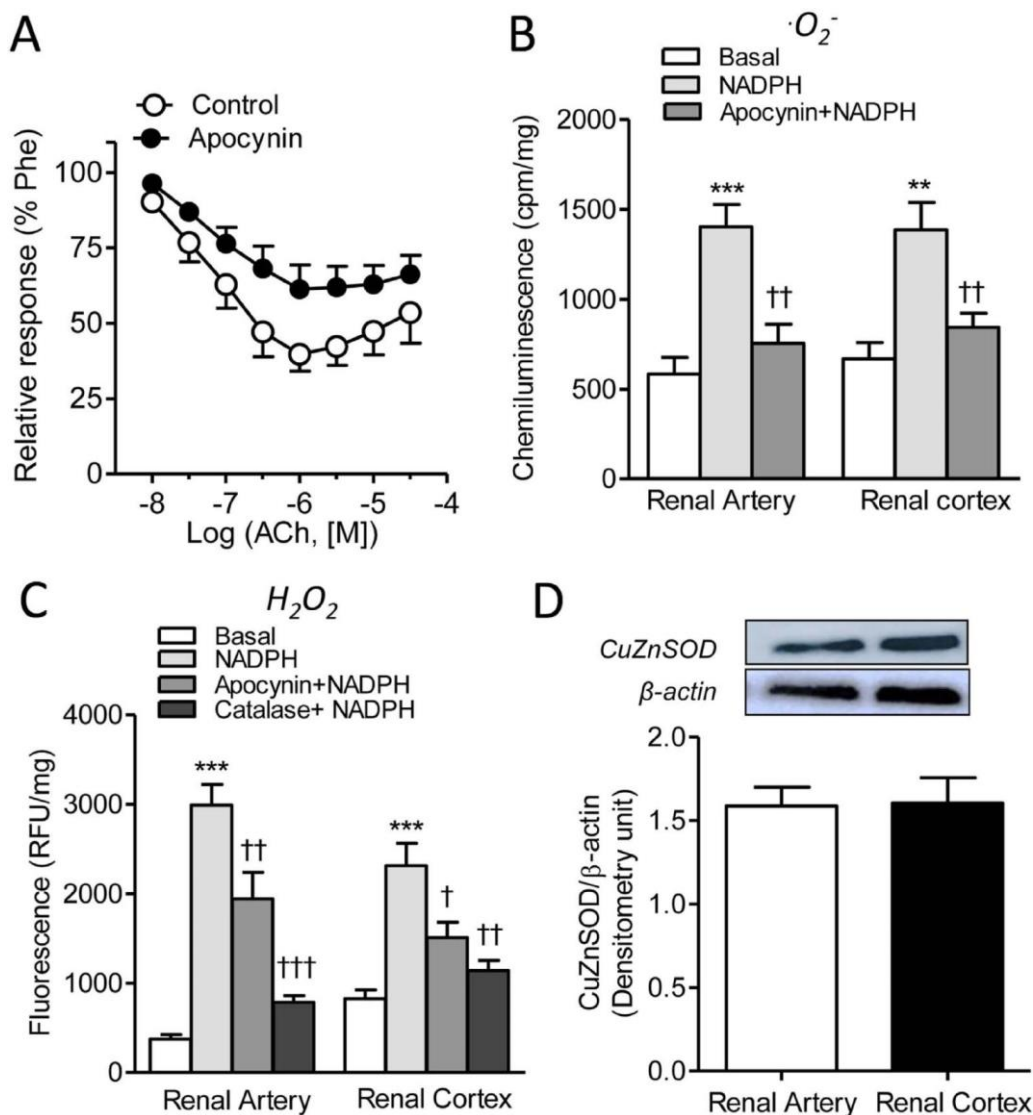 A
Control
Apocynin
Relative response (% Phe)
100
75
50
25
0
-8
-7
-6
-5
-4
Log (ACh, [M])
B
·O₂⁻
Basal
NADPH
Apocynin+NADPH
Chemiluminescence (cpm/mg)
2000
1500
1000
500
0
***
††
**
††
Renal Artery
Renal cortex
C
H₂O₂
Basal
NADPH
Apocynin+NADPH
Catalase+ NADPH
Fluorescence (RFU/mg)
4000
3000
2000
1000
0
***
††
†††
***
†
††
Renal Artery
Renal Cortex
D
CuZnSOD
β-actin
CuZnSOD/β-actin
(Densitometry unit)
2.0
1.5
1.0
0.5
0.0
Renal Artery
Renal Cortex